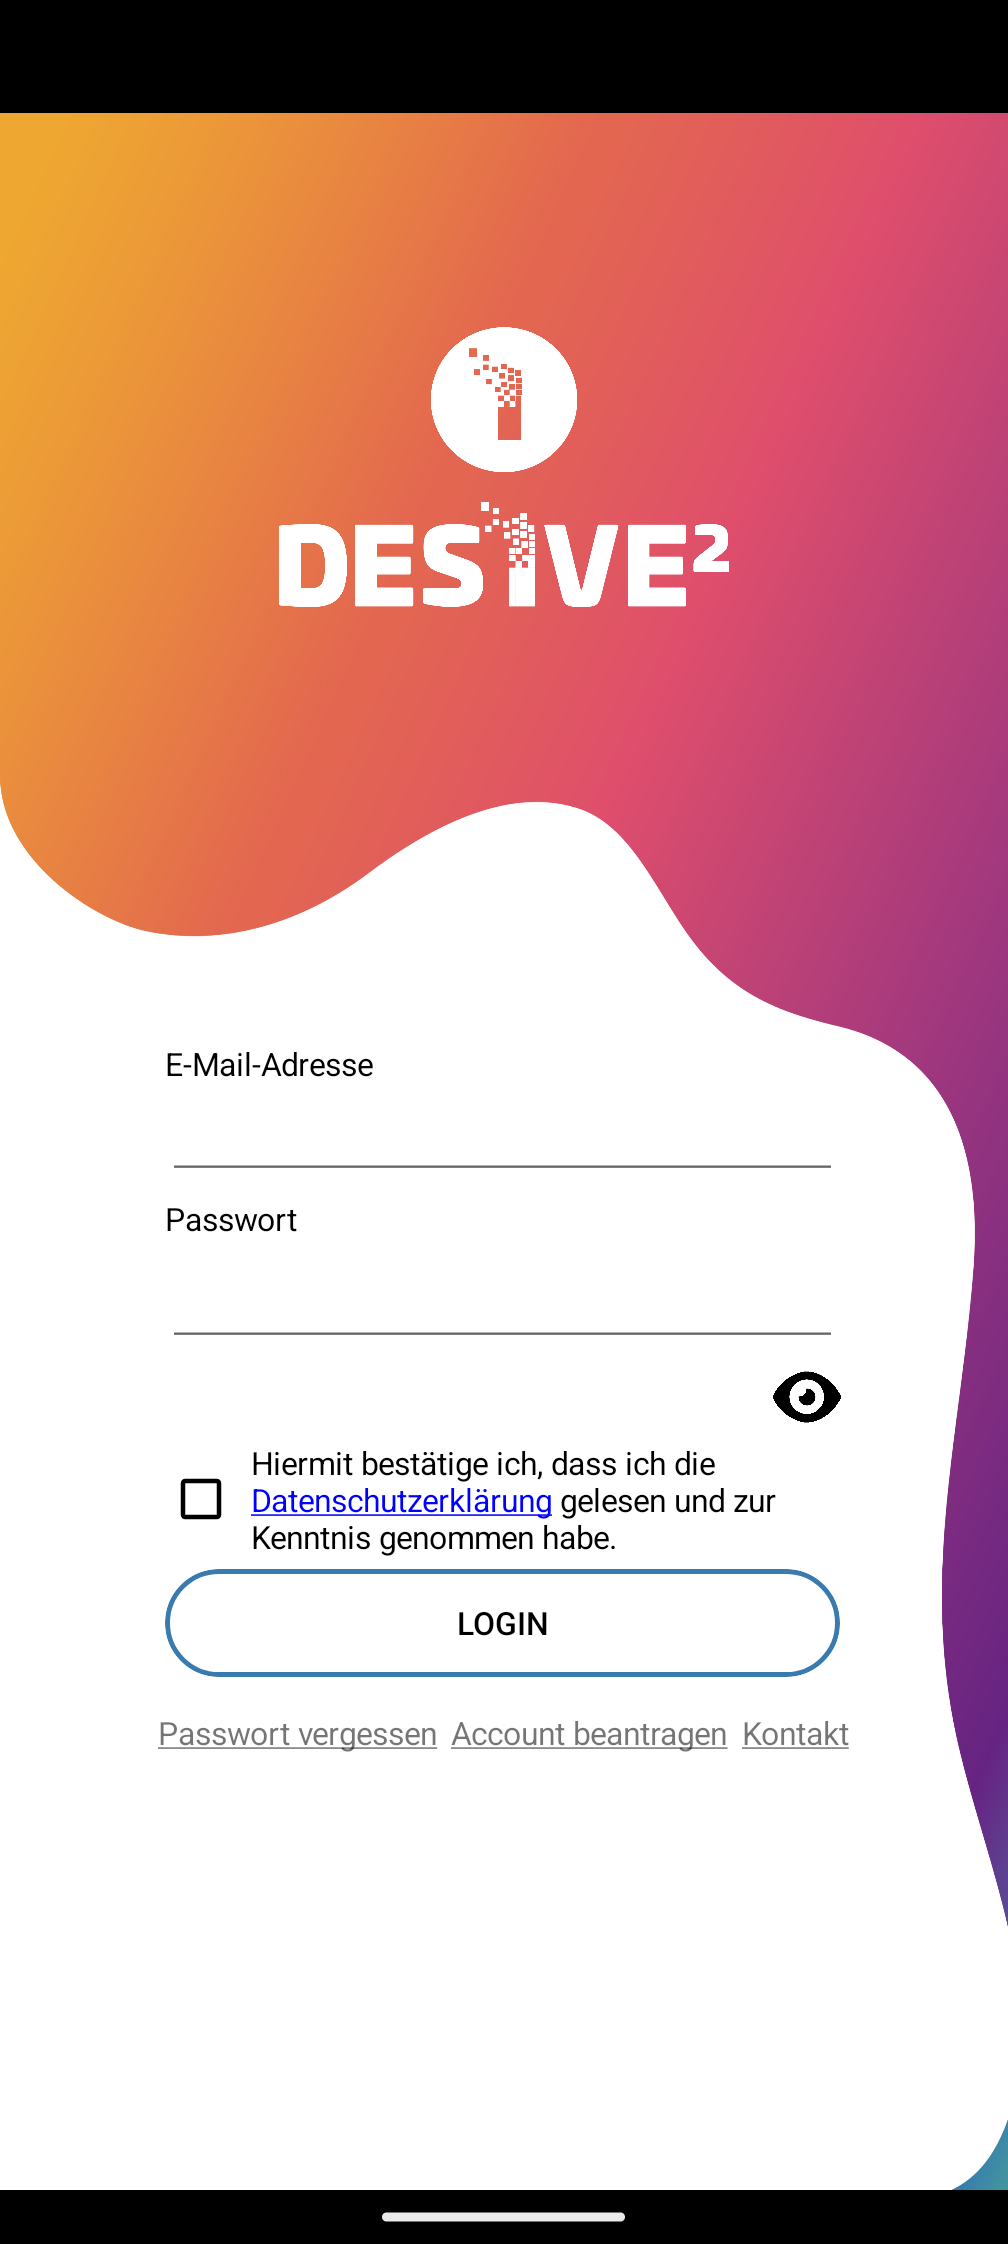 DESIVE²
E-Mail-Adresse
Passwort
Hiermit bestätige ich, dass ich die
Datenschutzerklärung gelesen und zur
Kenntnis genommen habe.
LOGIN
Passwort vergessen Account beantragen Kontakt